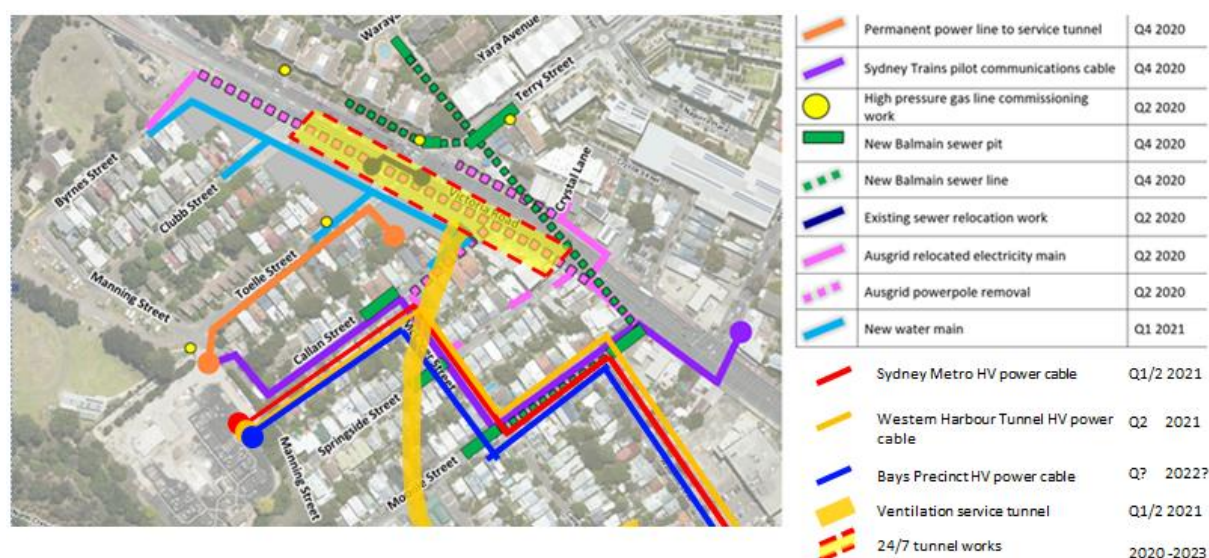 Waraya
Yara Avenue
Terry Street
Crystal Lane
Victoria Road
Byrnes Street
Clubb Street
Toelle Street
Manning Street
Callan Street
Springside Street
Manning Street
Moodie Street
Permanent power line to service tunnel Q4 2020
Sydney Trains pilot communications cable Q4 2020
High pressure gas line commissioning
work Q2 2020
New Balmain sewer pit Q4 2020
New Balmain sewer line Q4 2020
Existing sewer relocation work Q2 2020
Ausgrid relocated electricity main Q2 2020
Ausgrid powerpole removal Q2 2020
New water main Q1 2021
Sydney Metro HV power cable Q1/2 2021
Western Harbour Tunnel HV power Q2 2021
cable
Bays Precinct HV power cable Q? 2022?
Ventilation service tunnel Q1/2 2021
24/7 tunnel works 2020 -2023